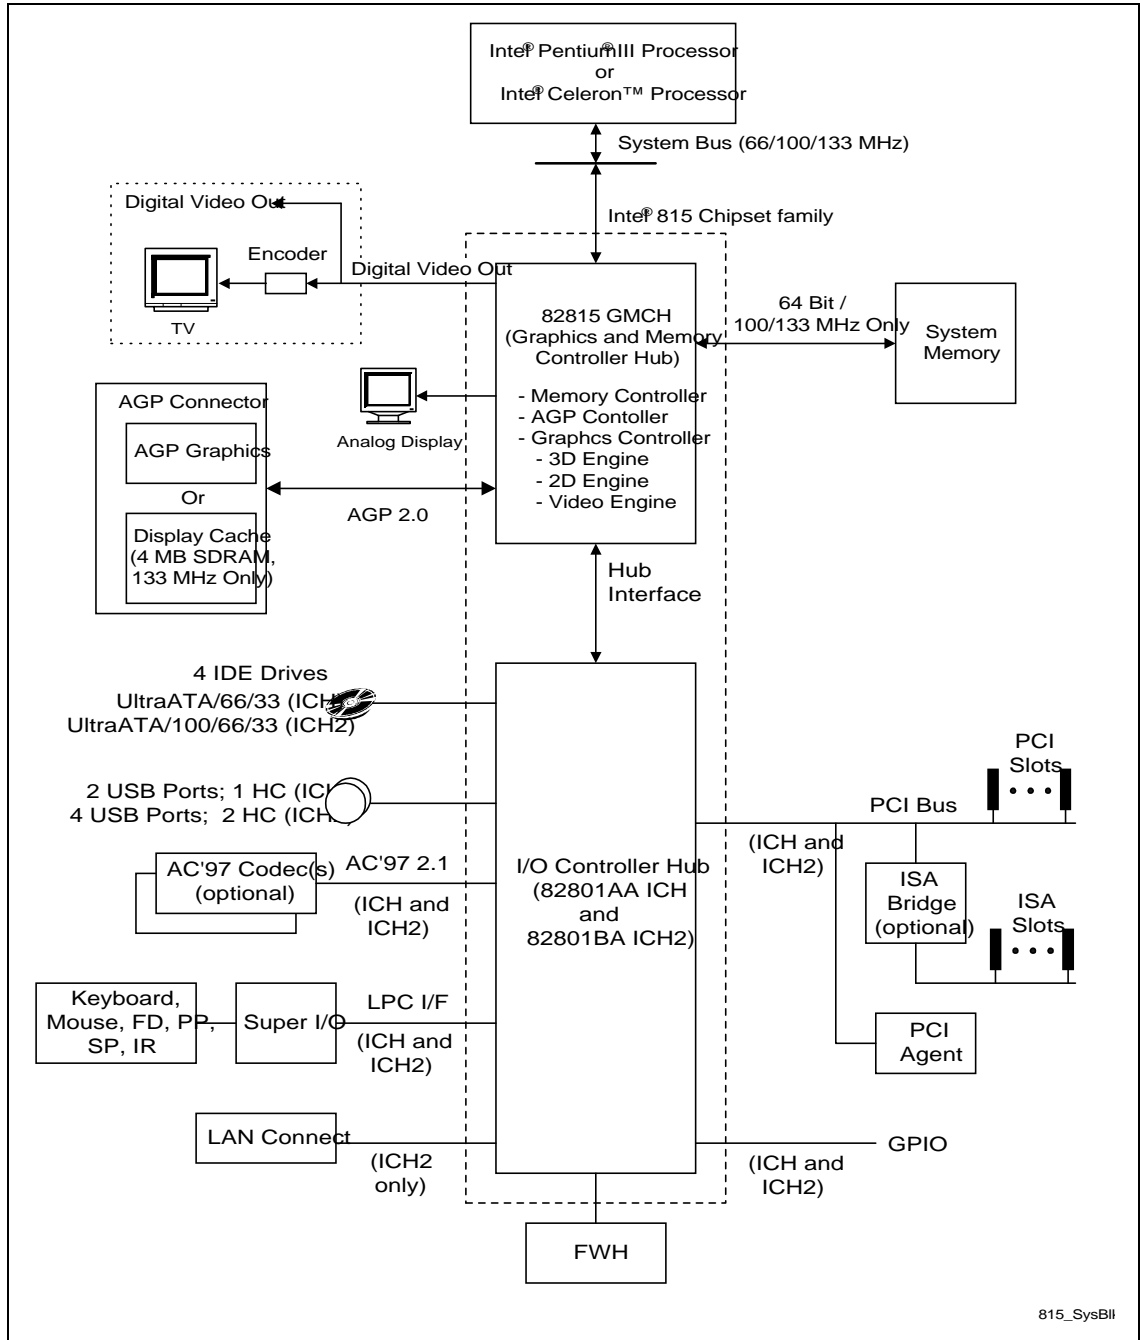 Intel® Pentium®III Processor
or
Intel® Celeron™ Processor
System Bus (66/100/133 MHz)
Intel® 815 Chipset family
Digital Video Out
Encoder
TV
Digital Video Out
82815 GMCH
(Graphics and Memory
Controller Hub)
- Memory Controller
- AGP Contoller
- Graphcs Controller
- 3D Engine
- 2D Engine
- Video Engine
64 Bit /
100/133 MHz Only
System
Memory
Analog Display
AGP Connector
AGP Graphics
Or
Display Cache
(4 MB SDRAM,
133 MHz Only)
AGP 2.0
Hub
Interface
4 IDE Drives
UltraATA/66/33 (ICH)
UltraATA/100/66/33 (ICH2)
2 USB Ports; 1 HC (ICH)
4 USB Ports; 2 HC (ICH2)
AC'97 Codec(s)
(optional)
AC'97 2.1
(ICH and
ICH2)
Keyboard,
Mouse, FD, PP,
SP, IR
Super I/O
LPC I/F
(ICH and
ICH2)
LAN Connect
(ICH2
only)
I/O Controller Hub
(82801AA ICH
and
82801BA ICH2)
PCI
Slots
PCI Bus
(ICH and
ICH2)
ISA
Bridge
(optional)
ISA
Slots
PCI
Agent
GPIO
(ICH and
ICH2)
FWH
815_SysBl